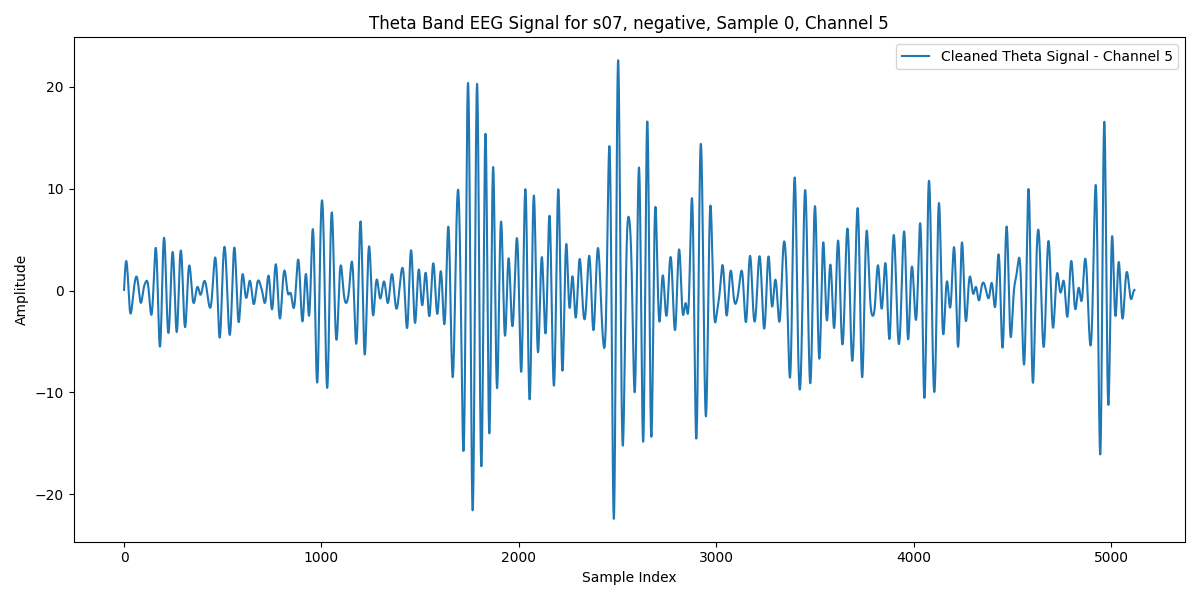 Theta Band EEG Signal for s07, negative, Sample 0, Channel 5
Cleaned Theta Signal - Channel 5
Amplitude
20
10
0
−10
−20
0 1000 2000 3000 4000 5000
Sample Index